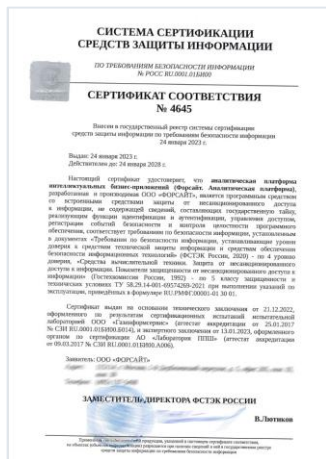 СИСТЕМА СЕРТИФИКАЦИИ
СРЕДСТВ ЗАЩИТЫ ИНФОРМАЦИИ
ПО ТРЕБОВАНИЯМ БЕЗОПАСНОСТИ ИНФОРМАЦИИ
№ РОСС RU.0001.01БИ00
СЕРТИФИКАТ СООТВЕТСТВИЯ
№ 4645
Внесен в государственный реестр системы сертификации
средств защиты информации по требованиям безопасности информации
24 января 2023 г.
Выдан: 24 января 2023 г.
Действителен до: 24 января 2028 г.
Настоящий сертификат удостоверяет, что аналитическая платформа
интеллектуальных бизнес-приложений (Форсайт. Аналитическая платформа),
разработанная и производимая ООО «ФОРСАЙТ», является программным средством
со встроенными средствами защиты от несанкционированного доступа
к информации, не содержащей сведений, составляющих государственную тайну,
реализующим функции идентификации и аутентификации, управления доступом,
регистрации событий безопасности и контроля целостности программного
обеспечения, соответствует требованиям по безопасности информации, установленным
в документах «Требования по безопасности информации, устанавливающие уровни
доверия к средствам технической защиты информации и средствам обеспечения
безопасности информационных технологий» (ФСТЭК России, 2020) - по 4 уровню
доверия, «Средства вычислительной техники. Защита от несанкционированного
доступа к информации. Показатели защищенности от несанкционированного доступа к
информации» (Гостехкомиссия России, 1992) - по 5 классу защищенности и
технических условиях ТУ 58.29.14-001-69574269-2021 при выполнении указаний по
эксплуатации, приведенных в формуляре RU.РМФГ.00001-01 30 01.
Сертификат выдан на основании технического заключения от 21.12.2022,
оформленного по результатам сертификационных испытаний испытательной
лабораторией ООО «Газинформсервис» (аттестат аккредитации от 25.01.2017
№ СЗИ RU.0001.01БИ00.Б014), и экспертного заключения от 13.01.2023, оформленного
органом по сертификации АО «Лаборатория ППШ» (аттестат аккредитации
от 09.03.2017 № СЗИ RU.0001.01БИ00.А006).
Заявитель: ООО «ФОРСАЙТ»
ЗАМЕСТИТЕЛЬ ДИРЕКТОРА ФСТЭК РОССИИ
В.Лютиков